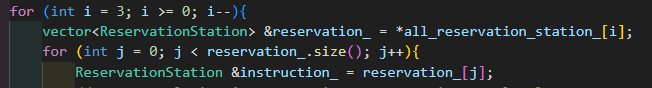 for (int i = 3; i >= 0; i--){
vector<ReservationStation> &reservation_ = *all_reservation_station_[i];
for (int j = 0; j < reservation_.size(); j++){
ReservationStation &instruction_ = reservation_[j];